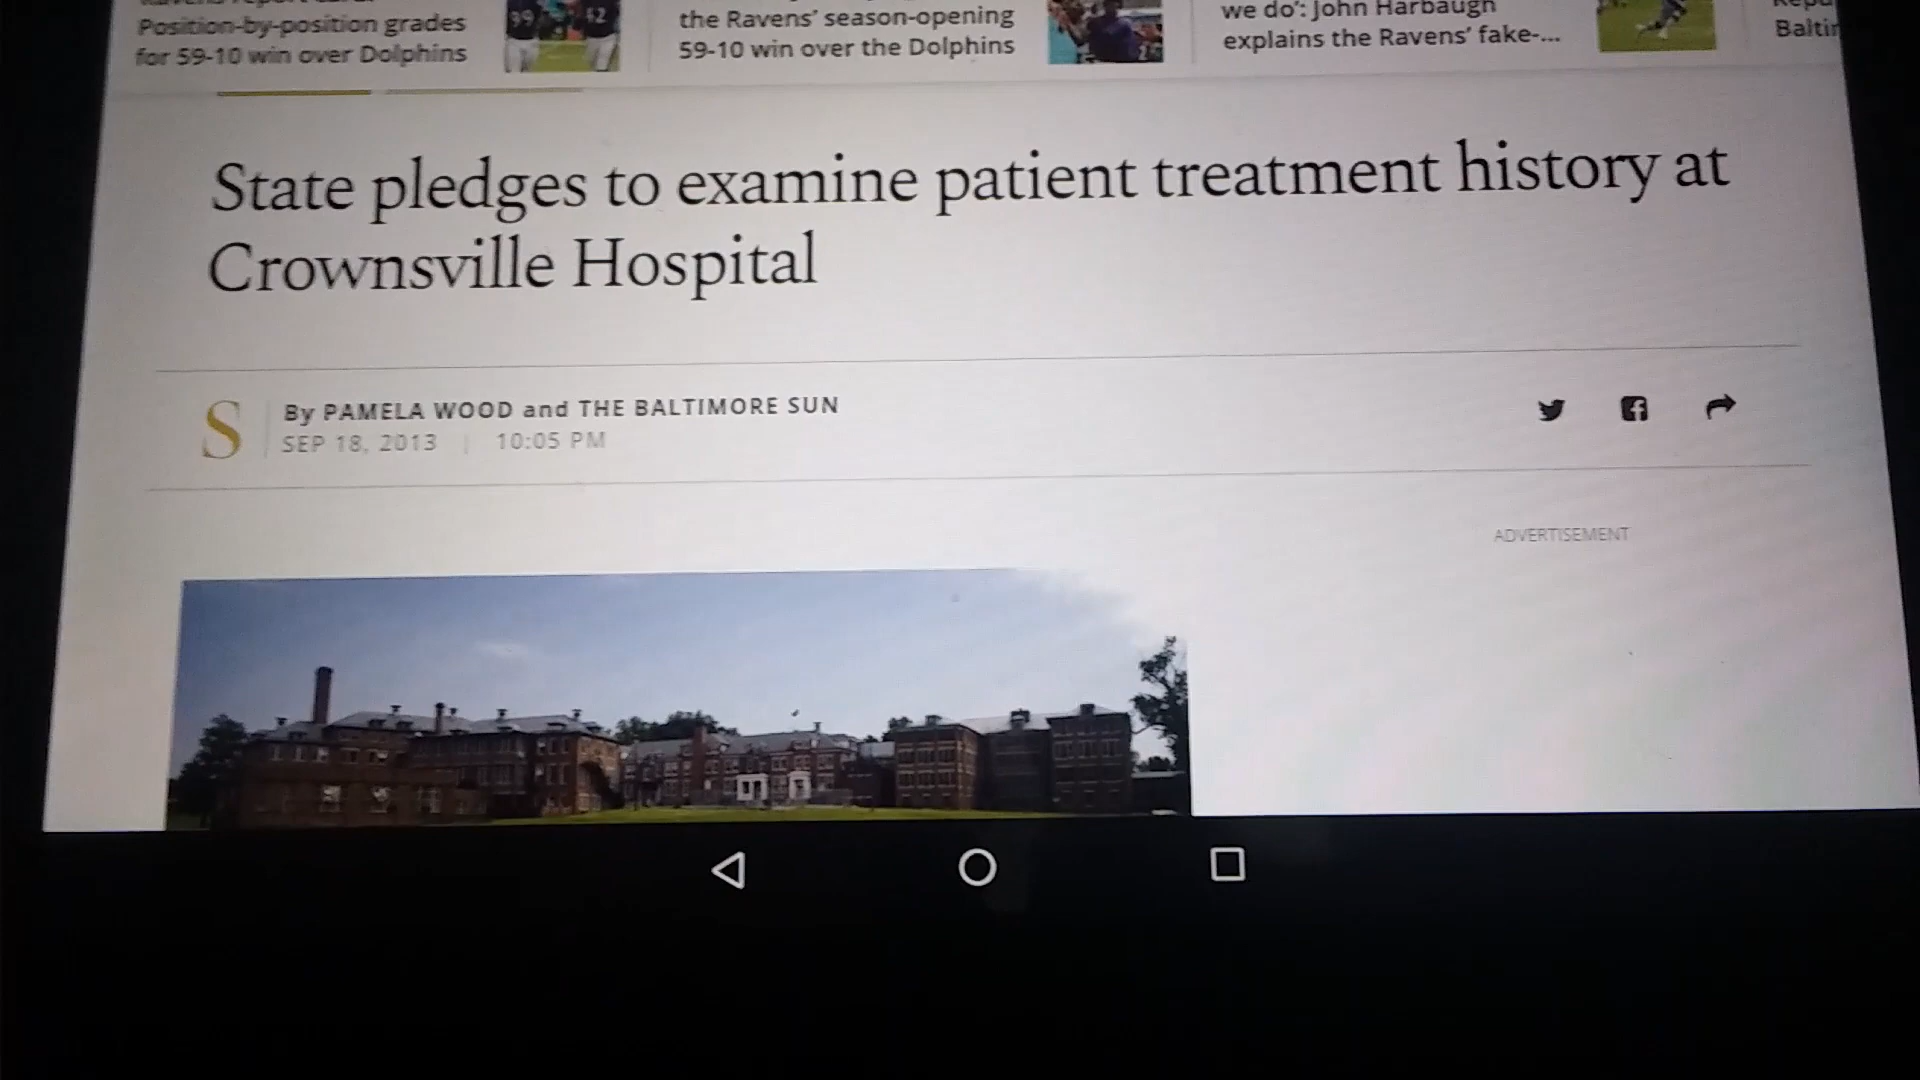 Position-by-position grades
for 59-10 win over Dolphins
99
the Ravens' season-opening
59-10 win over the Dolphins
we do': John Harbaugh
explains the Ravens' fake-...
Baltir
State pledges to examine patient treatment history at
Crownsville Hospital
S
By PAMELA WOOD and THE BALTIMORE SUN
SEP 18, 2013 | 10:05 PM
ADVERTISEMENT